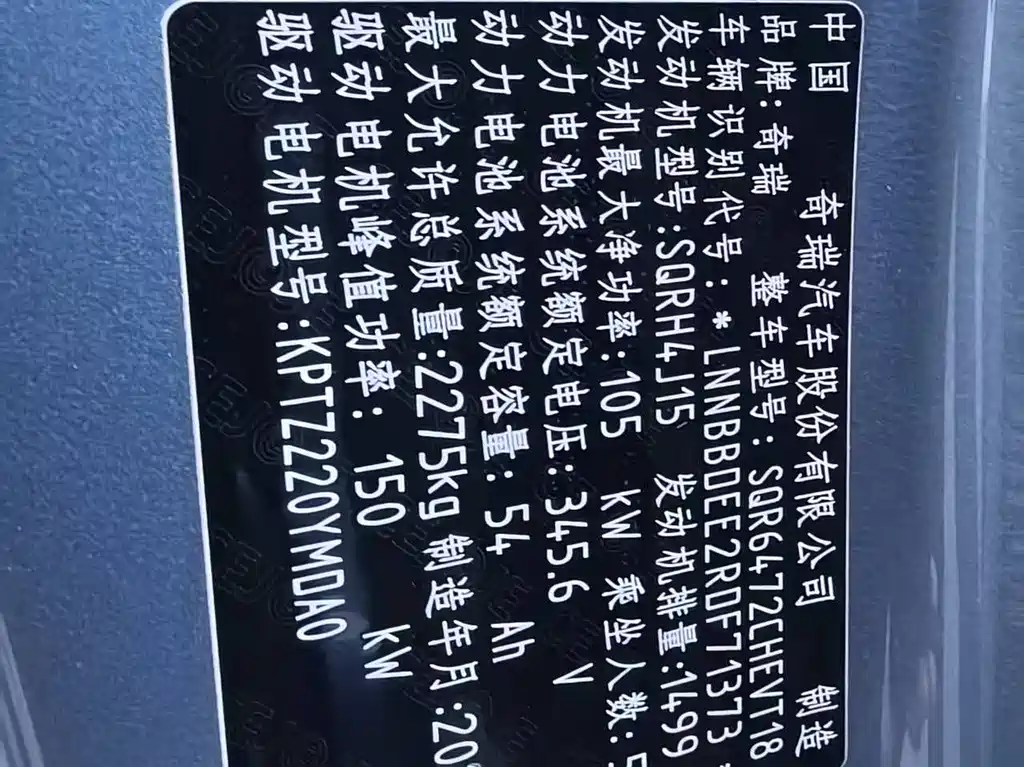 中国 奇瑞汽车股份有限公司 制造
品牌:奇瑞 整车型号:SQR6472CHEVT18
车辆识别代号:*LNNBBDEE2RDF71373*
发动机型号:SQRH4J15 发动机排量:1499
发动机最大净功率:105 kW 乘坐人数:5
动力电池系统额定电压:345.6 V
动力电池系统额定容量:54 Ah
最大允许总质量:2275kg 制造年月:20
驱动电机峰值功率:150 kW
驱动电机型号:KPTZ220YMDA0